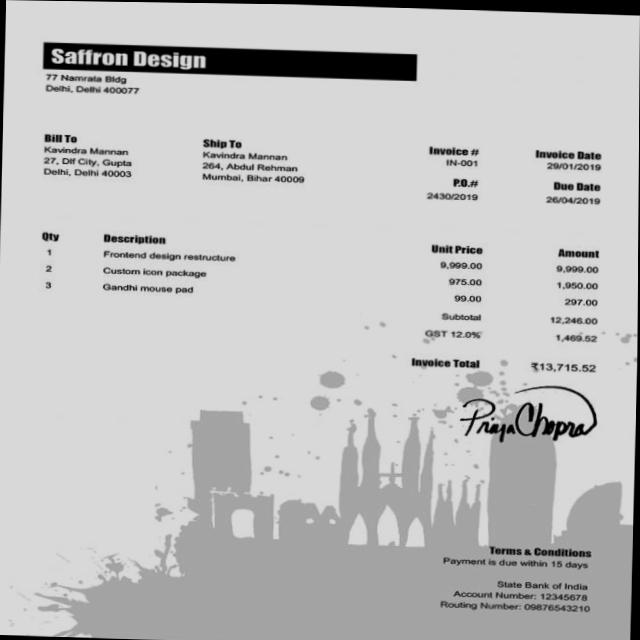 Saffron Design
77 Namrata Bldg
Delhi, Delhi 400077
Bill To
Kavindra Mannan
27, Dlf City, Gupta
Delhi, Delhi 40003
Ship To
Kavindra Mannan
264, Abdul Rehman
Mumbai, Bihar 40009
Invoice #
IN-001
P.O.#
2430/2019
Invoice Date
29/01/2019
Due Date
26/04/2019
Qty Description Unit Price Amount
1 Frontend design restructure 9,999.00 9,999.00
2 Custom icon package 975.00 1,950.00
3 Gandhi mouse pad 99.00 297.00
Subtotal 12,246.00
GST 12.0% 1,469.52
Invoice Total ₹13,715.52
Priya Chopra
Terms & Conditions
Payment is due within 15 days
State Bank of India
Account Number: 12345678
Routing Number: 09876543210